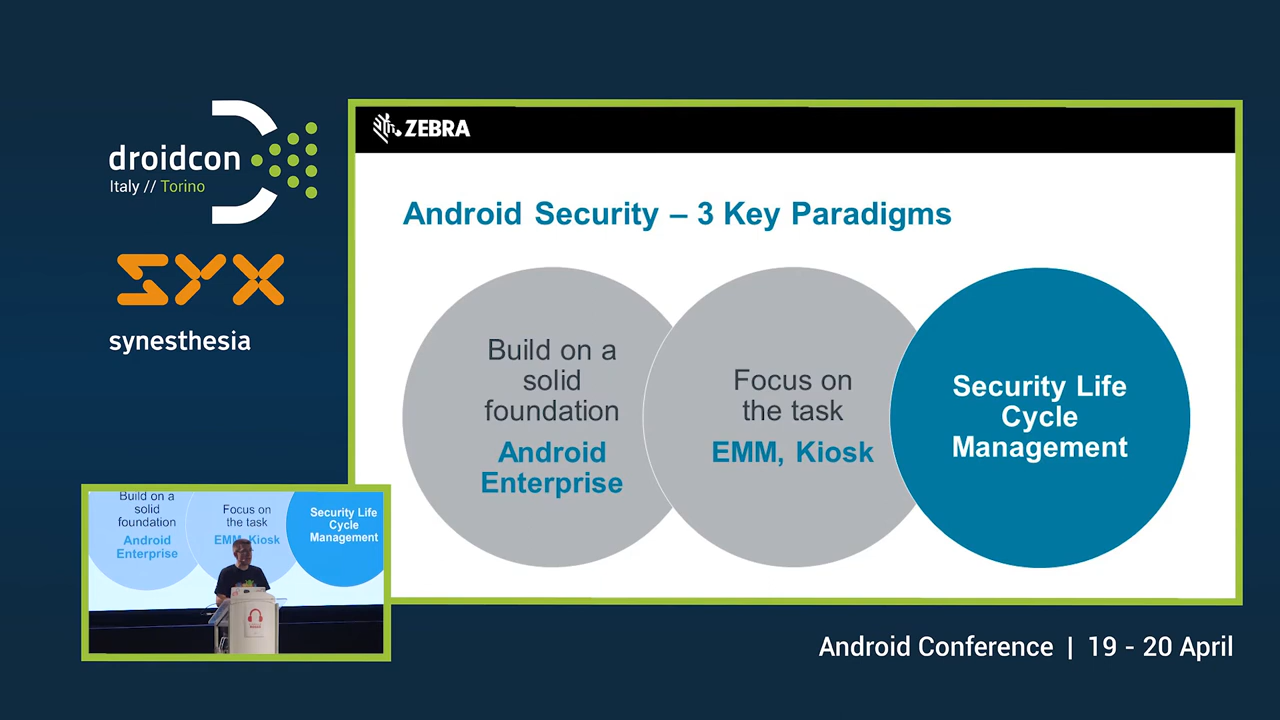 droidcon
Italy // Torino
SYX
synesthesia
ZEBRA
Android Security – 3 Key Paradigms
Build on a
solid
foundation
Android
Enterprise
Focus on
the task
EMM, Kiosk
Security Life
Cycle
Management
Build on a
solid
foundation
Android
Enterprise
Focus on
the task
EMM, Kiosk
Security Life
Cycle
Management
Android Conference | 19 - 20 April